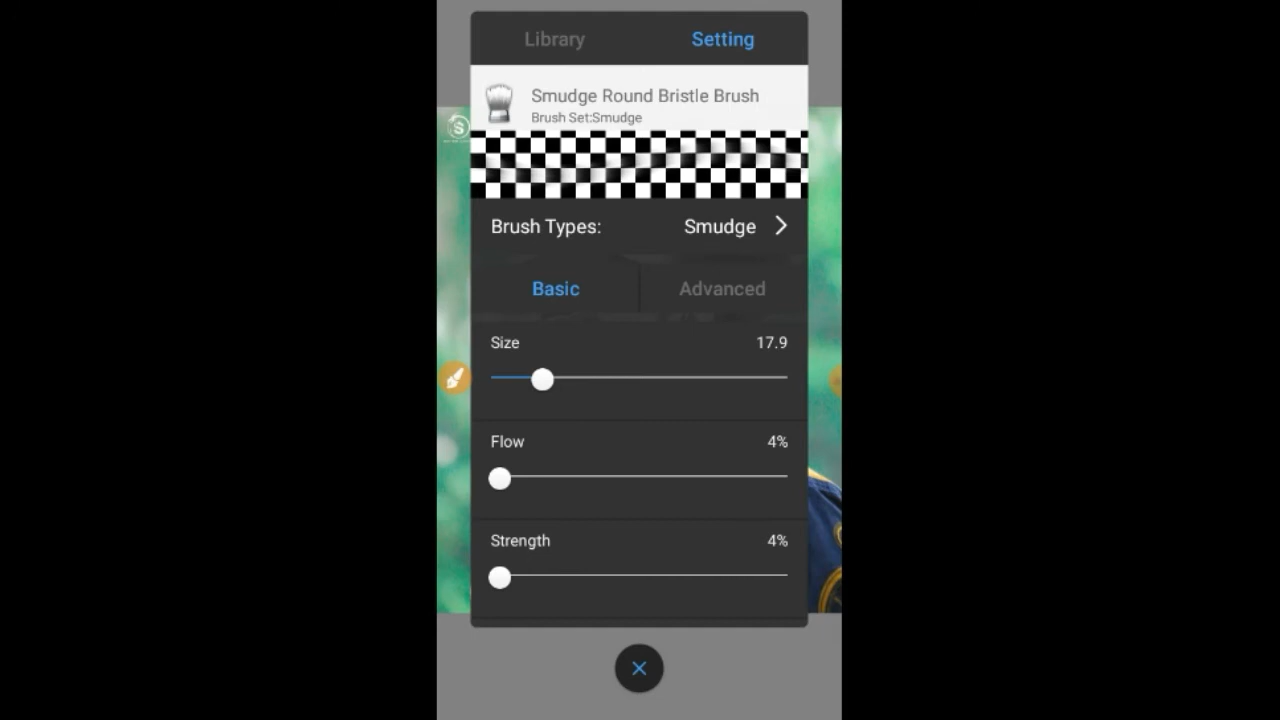 Library Setting
Smudge Round Bristle Brush
Brush Set:Smudge
Brush Types: Smudge
Basic Advanced
Size 17.9
Flow 4%
Strength 4%